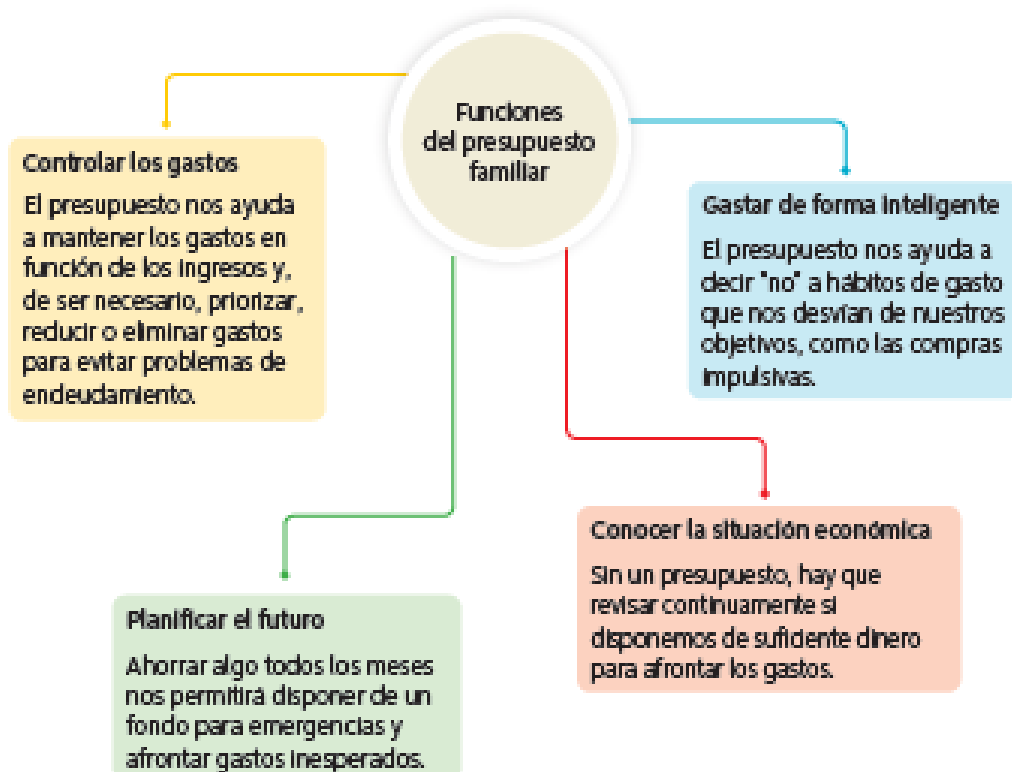 Funciones
del presupuesto
familiar
Controlar los gastos
El presupuesto nos ayuda
a mantener los gastos en
función de los ingresos y,
de ser necesario, priorizar,
reducir o eliminar gastos
para evitar problemas de
endeudamiento.
Gastar de forma inteligente
El presupuesto nos ayuda a
decir "no" a hábitos de gasto
que nos desvían de nuestros
objetivos, como las compras
impulsivas.
Planificar el futuro
Ahorrar algo todos los meses
nos permitirá disponer de un
fondo para emergencias y
afrontar gastos inesperados.
Conocer la situación económica
Sin un presupuesto, hay que
revisar continuamente si
disponemos de suficiente dinero
para afrontar los gastos.